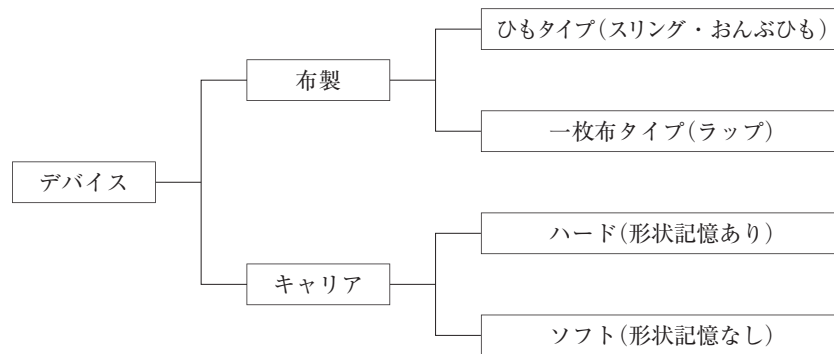 デバイス
布製
ひもタイプ(スリング・おんぶひも)
一枚布タイプ(ラップ)
キャリア
ハード(形状記憶あり)
ソフト(形状記憶なし)